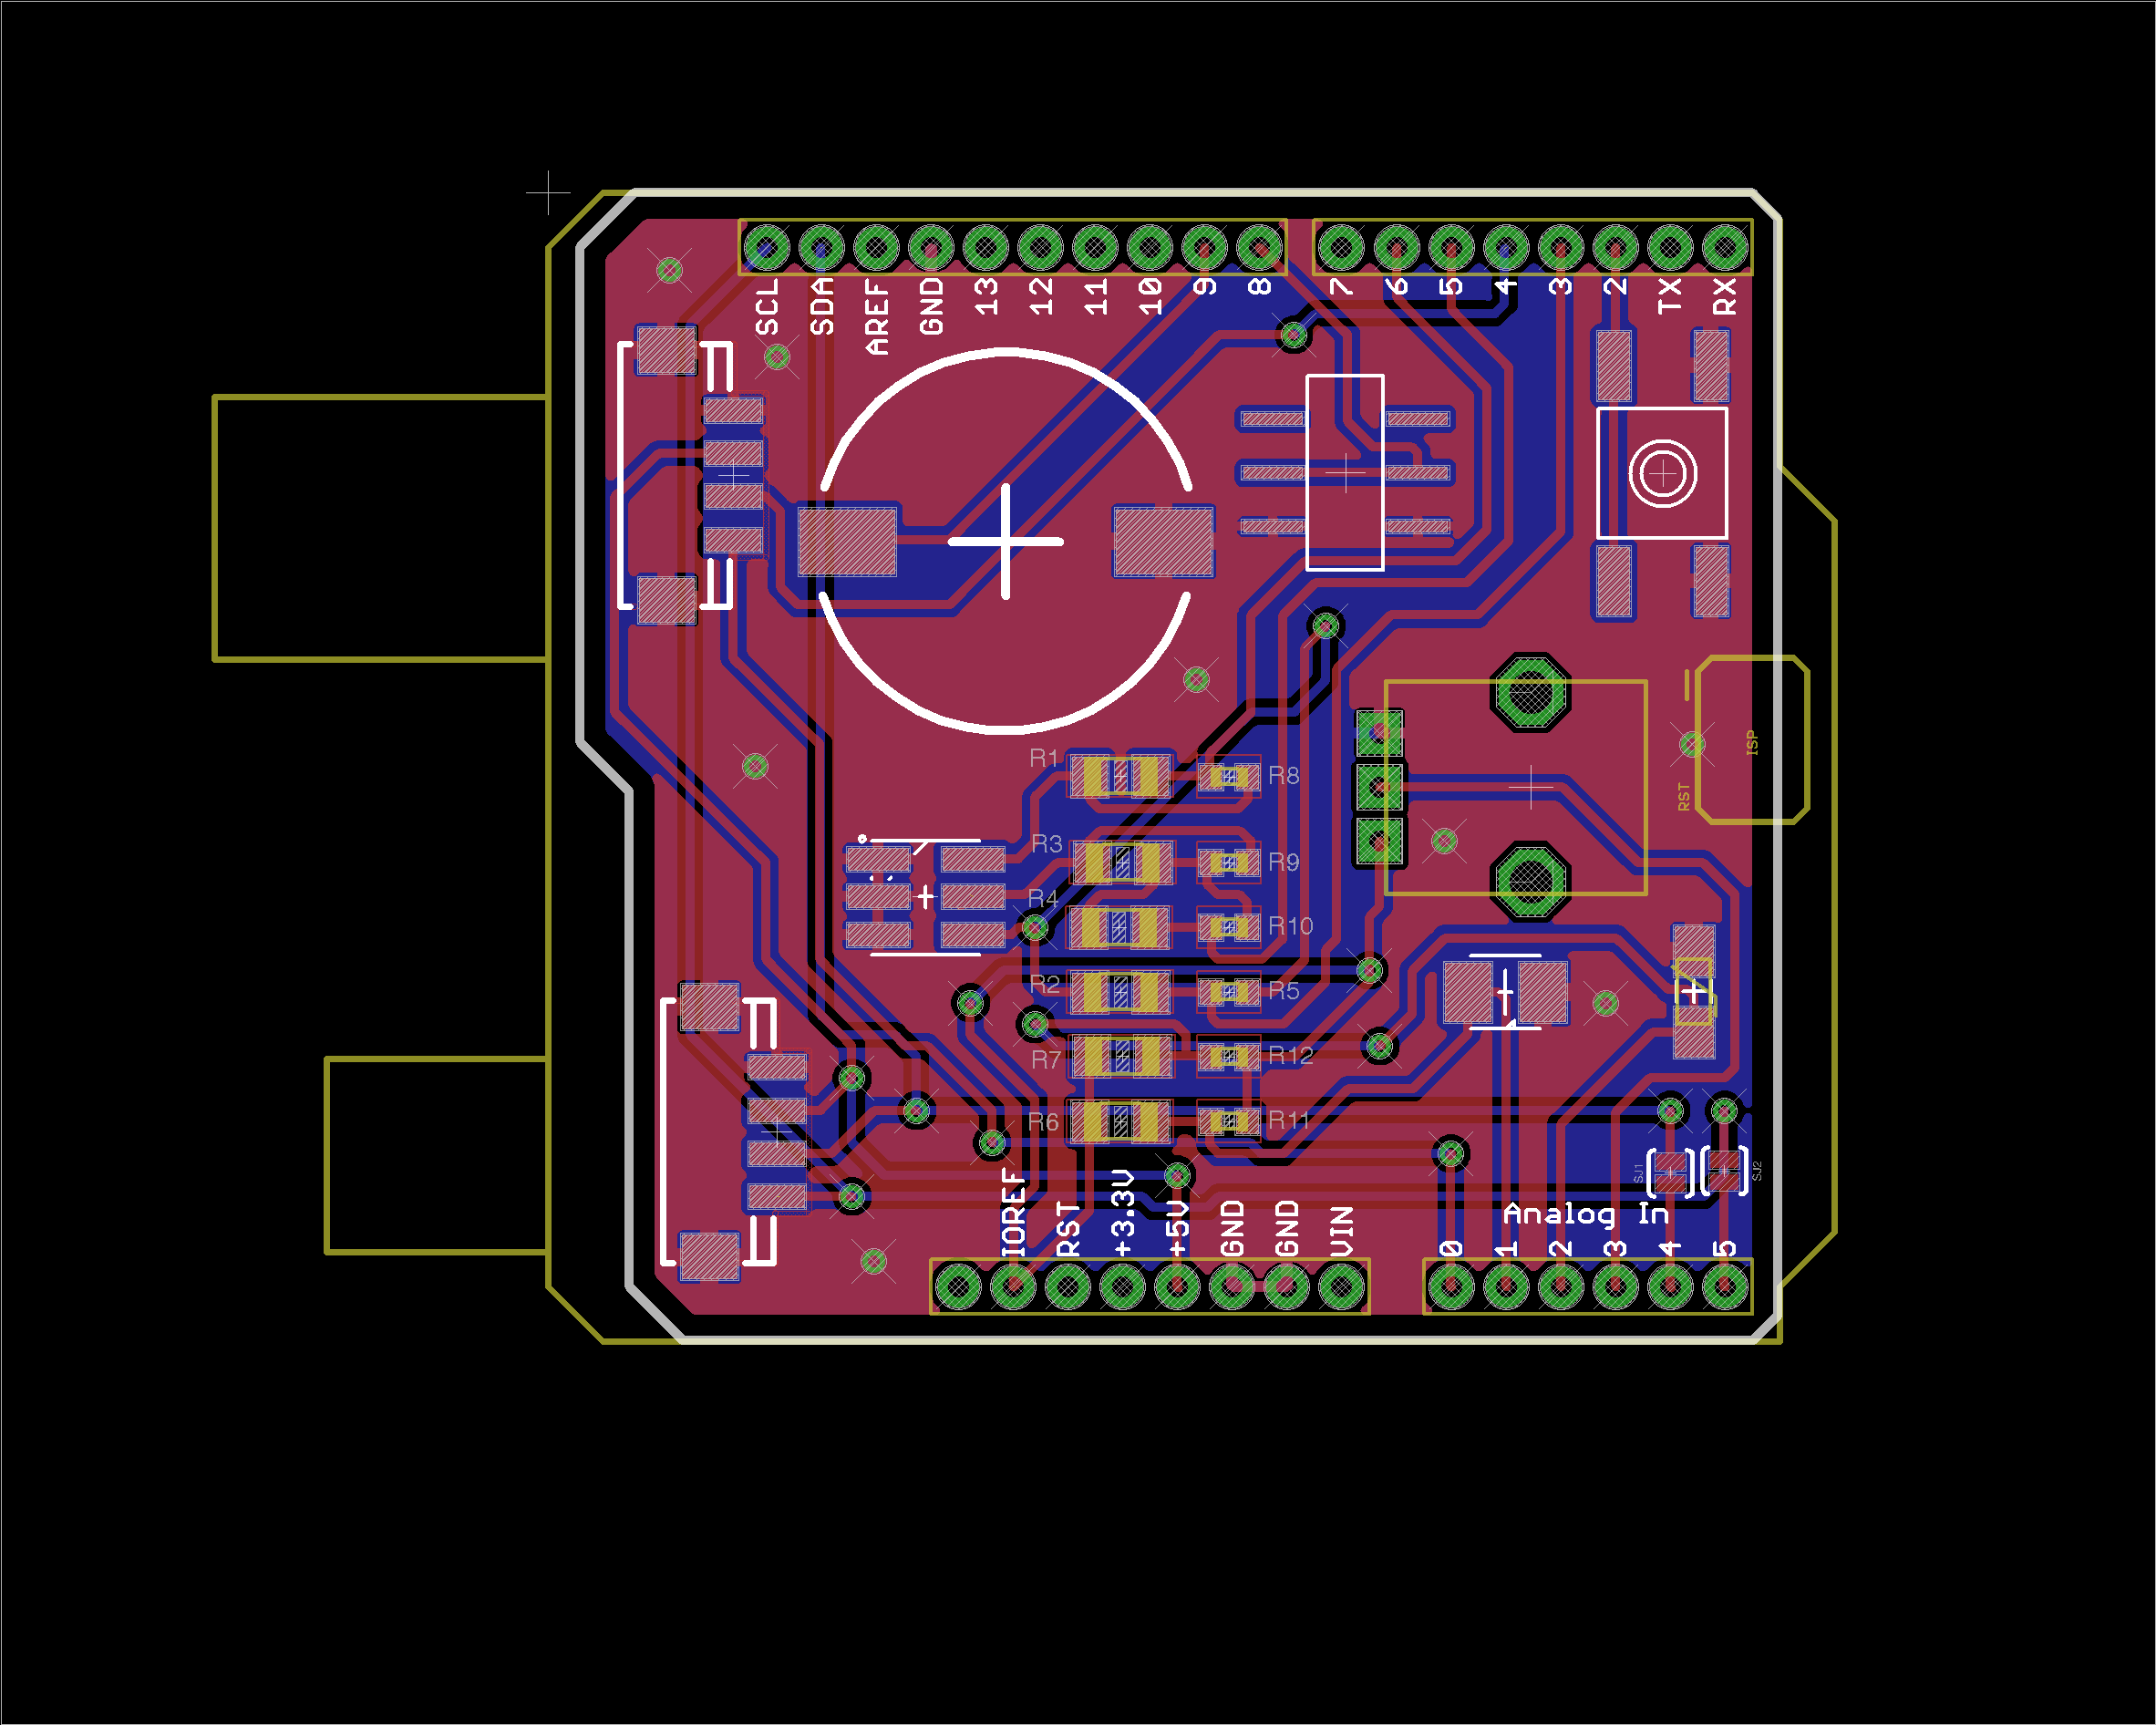 SCL
SDA
AREF
GND
13
12
11
10
9
8
7
6
5
4
3
2
TX
RX
R1
R8
R3
R9
R4
R10
R2
R5
R7
R12
R6
R11
ISP
RST
SJ1
SJ2
IOREF
RST
+3.3V
+5V
GND
GND
VIN
Analog In
0
1
2
3
4
5